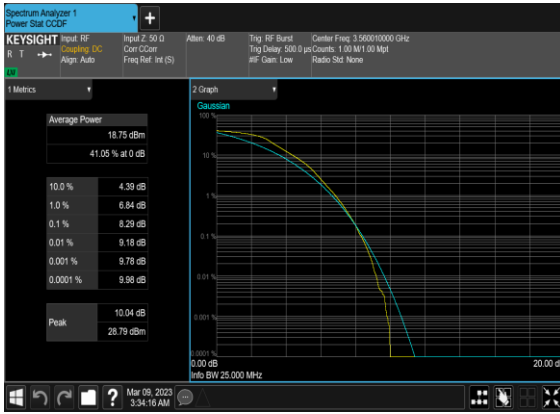 Spectrum Analyzer 1
Power Stat CCDF
KEYSIGHT
R T
LXI
Input: RF
Coupling: DC
Align: Auto
Input Z: 50 Ω
Corr CCorr
Freq Ref: Int (S)
Atten: 40 dB
Trig: RF Burst
Trig Delay: 500.0 µs
#IF Gain: Low
Center Freq: 3.560010000 GHz
Counts: 1.00 M/1.00 Mpt
Radio Std: None
1 Metrics
Average Power
18.75 dBm
41.05 % at 0 dB
10.0 % 4.39 dB
1.0 % 6.84 dB
0.1 % 8.29 dB
0.01 % 9.18 dB
0.001 % 9.78 dB
0.0001 % 9.98 dB
Peak
10.04 dB
28.79 dBm
2 Graph
Gaussian
100 %
10 %
1 %
0.1 %
0.01 %
0.001 %
0.0001 %
0.00 dB
20.00 d
Info BW 25.000 MHz
?
Mar 09, 2023
3:34:16 AM